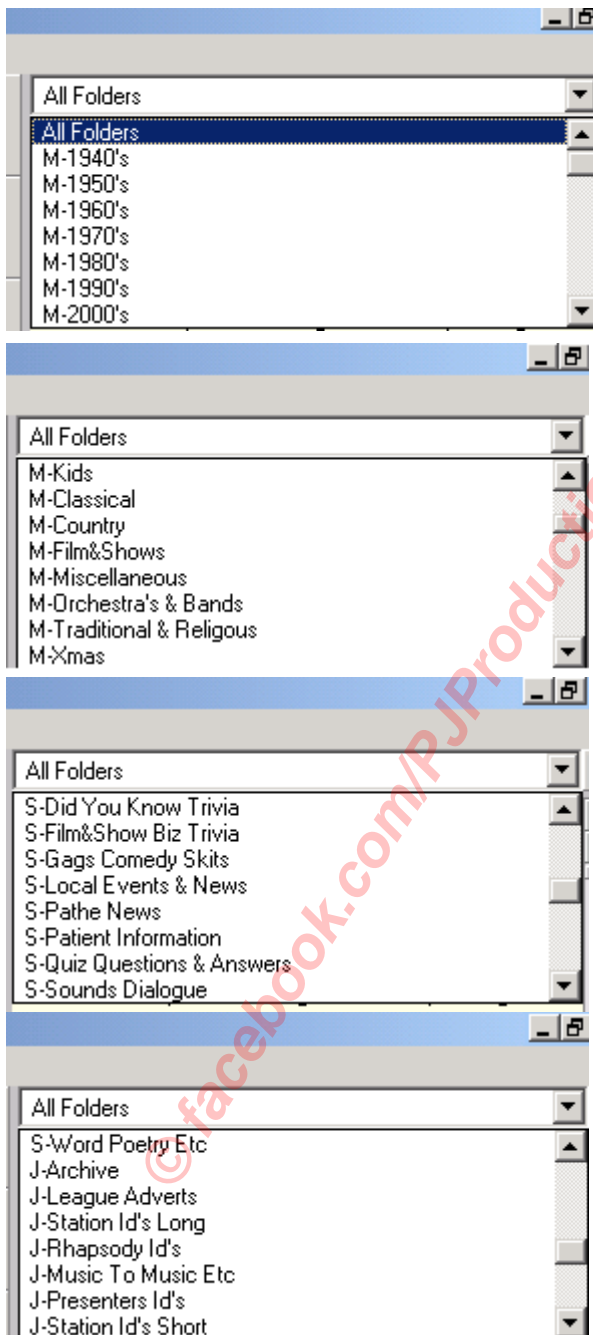 All Folders
All Folders
M-1940's
M-1950's
M-1960's
M-1970's
M-1980's
M-1990's
M-2000's
All Folders
M-Kids
M-Classical
M-Country
M-Film&Shows
M-Miscellaneous
M-Orchestra's & Bands
M-Traditional & Religous
M-Xmas
All Folders
S-Did You Know Trivia
S-Film&Show Biz Trivia
S-Gags Comedy Skits
S-Local Events & News
S-Pathe News
S-Patient Information
S-Quiz Questions & Answers
S-Sounds Dialogue
All Folders
S-Word Poetry Etc
J-Archive
J-League Adverts
J-Station Id's Long
J-Rhapsody Id's
J-Music To Music Etc
J-Presenters Id's
J-Station Id's Short
© facebook.com/PJProductio